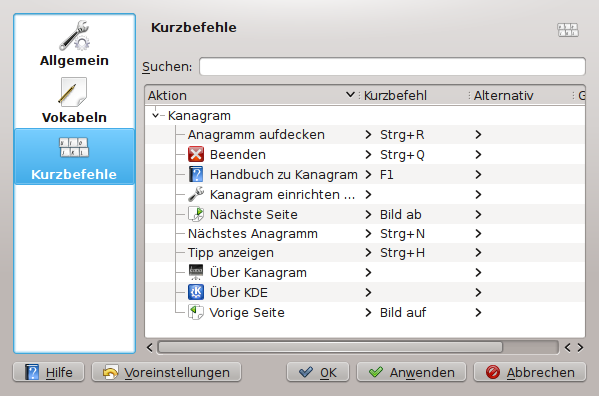 Allgemein
Vokabeln
Kurzbefehle
Kurzbefehle
Suchen:
Aktion Kurzbefehl Alternativ G
Kanagram
Anagramm aufdecken Strg+R
Beenden Strg+Q
Handbuch zu Kanagram F1
Kanagram einrichten ...
Nächste Seite Bild ab
Nächstes Anagramm Strg+N
Tipp anzeigen Strg+H
Über Kanagram
Über KDE
Vorige Seite Bild auf
Hilfe Voreinstellungen OK Anwenden Abbrechen